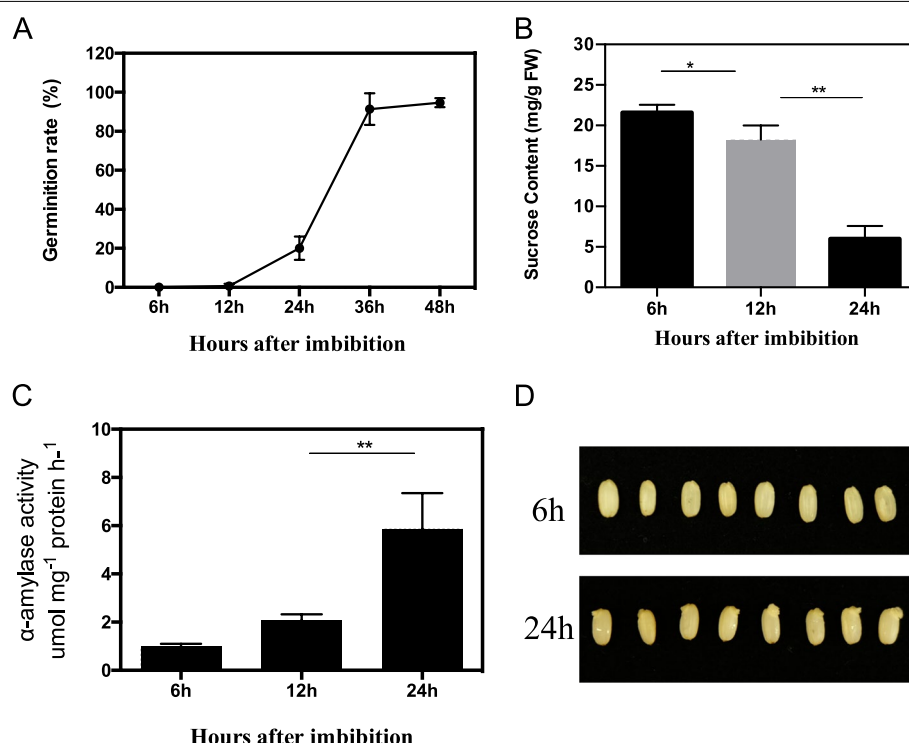 A
120
100
80
60
40
20
0
Germinition rate (%)
6h 12h 24h 36h 48h
Hours after imbibition
B
30
25
20
15
10
5
0
Sucrose Content (mg/g FW)
*
**
6h 12h 24h
Hours after imbibition
C
10
8
6
4
2
0
α-amylase activity
umol mg⁻¹ protein h-¹
**
6h 12h 24h
Hours after imbibition
D
6h
24h